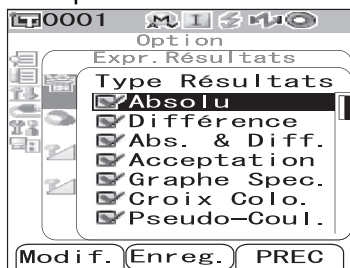 0001
Option
Expr.Résultats
Type Résultats
Absolu
Différence
Abs. & Diff.
Acceptation
Graphe Spec.
Croix Colo.
Pseudo-Coul.
Modif. Enreg. PREC